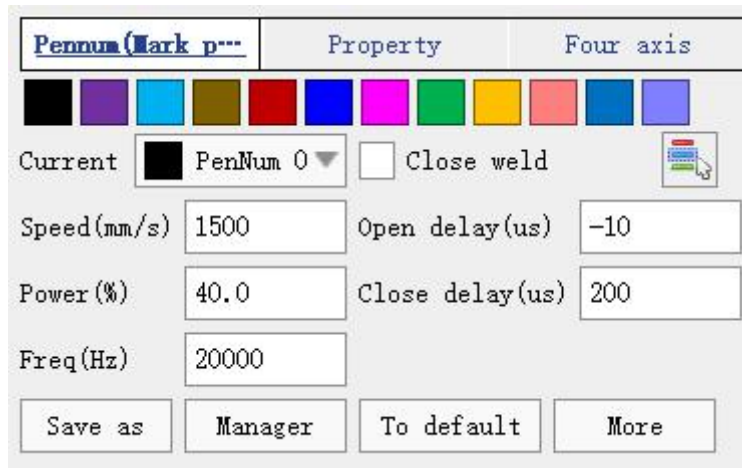 Pennum(Mark p… Property Four axis
Current PenNum 0 Close weld
Speed(mm/s) 1500 Open delay(us) -10
Power(%) 40.0 Close delay(us) 200
Freq(Hz) 20000
Save as Manager To default More